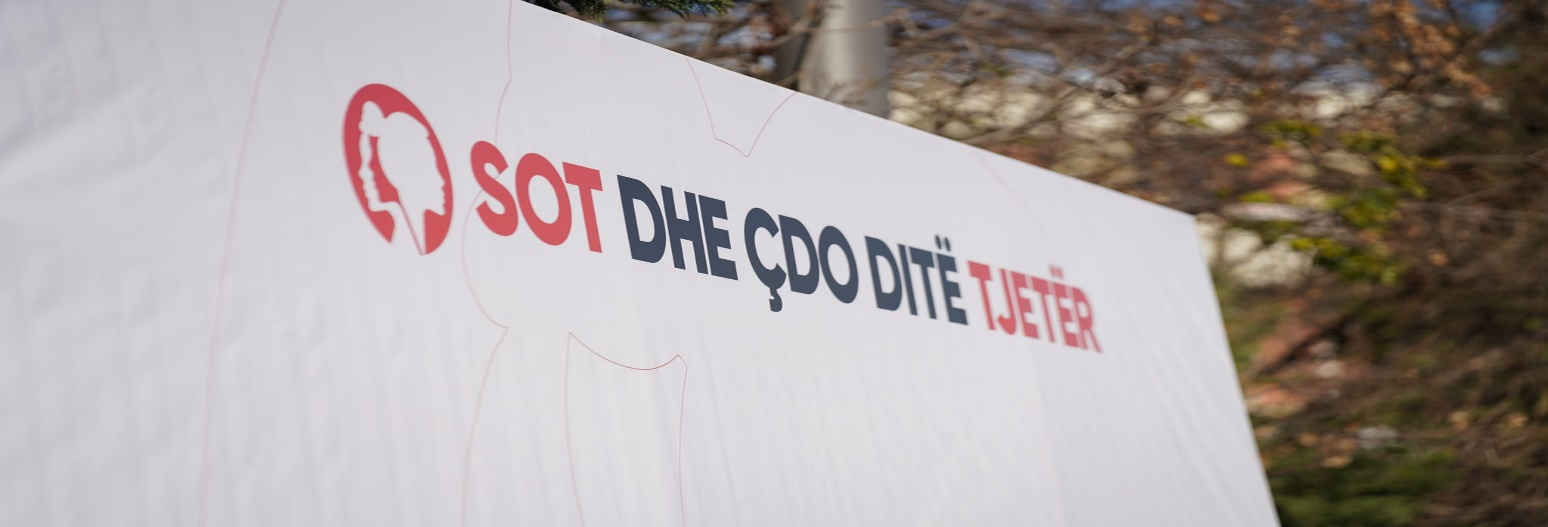 SOT DHE ÇDO DITË TJETËR